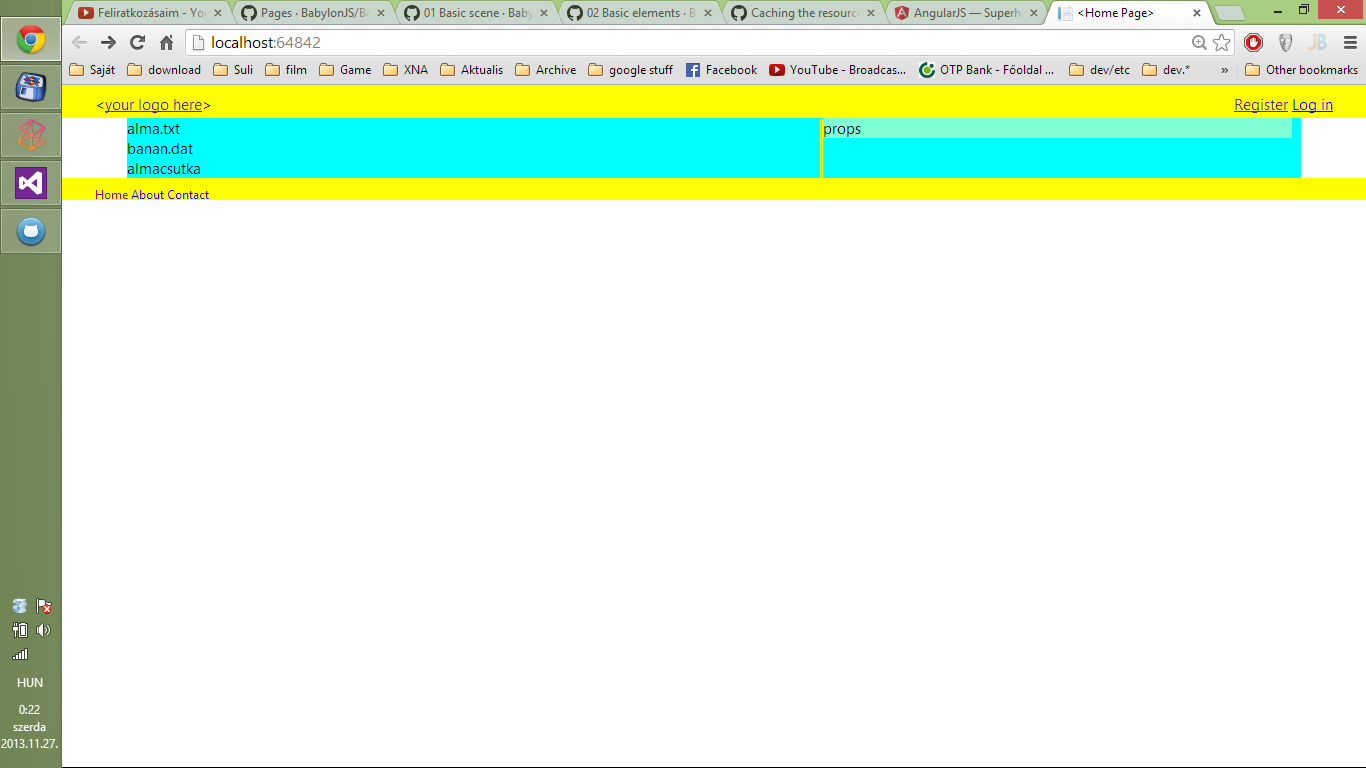 Feliratkozásaim - Yo
Pages · BabylonJS/Ba
01 Basic scene · Baby
02 Basic elements · B
Caching the resourc
AngularJS — Superh
<Home Page>
localhost:64842
Saját
download
Suli
film
Game
XNA
Aktualis
Archive
google stuff
Facebook
YouTube - Broadcas...
OTP Bank - Főoldal ...
dev/etc
dev.*
»
Other bookmarks
<your logo here>
Register Log in
alma.txt
props
banan.dat
almacsutka
Home About Contact
HUN
0:22
szerda
2013.11.27.